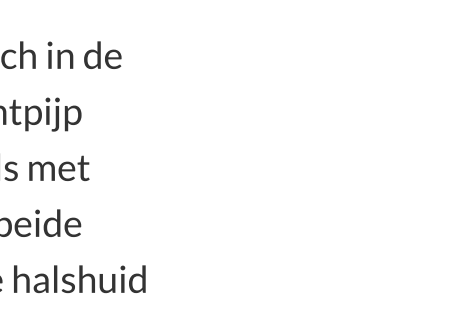 ch in de
ntpijp
ls met
beide
e halshuid